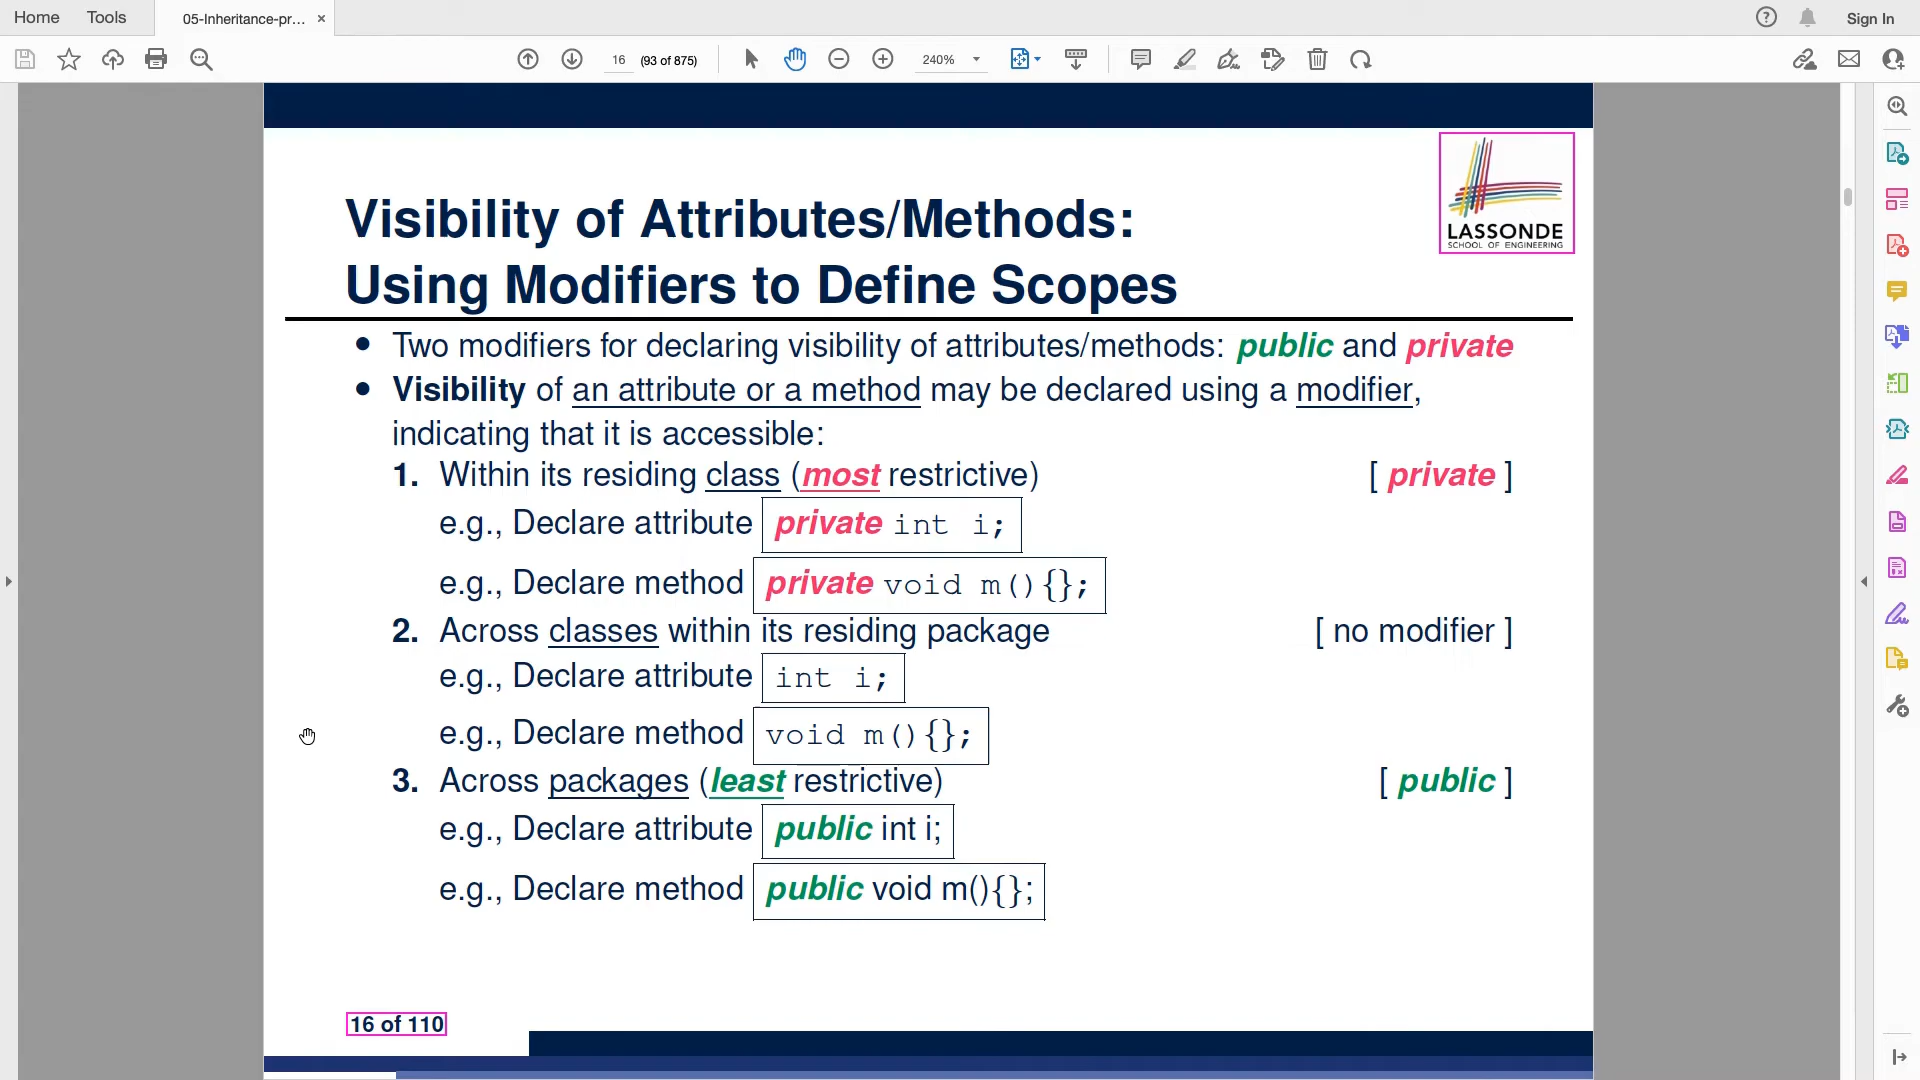 Home Tools 05-Inheritance-pr... × Sign In
16 (93 of 875) 240%
LASSONDE
SCHOOL OF ENGINEERING
Visibility of Attributes/Methods:
Using Modifiers to Define Scopes
• Two modifiers for declaring visibility of attributes/methods: public and private
• Visibility of an attribute or a method may be declared using a modifier,
indicating that it is accessible:
1. Within its residing class (most restrictive) [ private ]
e.g., Declare attribute private int i;
e.g., Declare method private void m(){};
2. Across classes within its residing package [ no modifier ]
e.g., Declare attribute int i;
e.g., Declare method void m(){};
3. Across packages (least restrictive) [ public ]
e.g., Declare attribute public int i;
e.g., Declare method public void m(){};
16 of 110